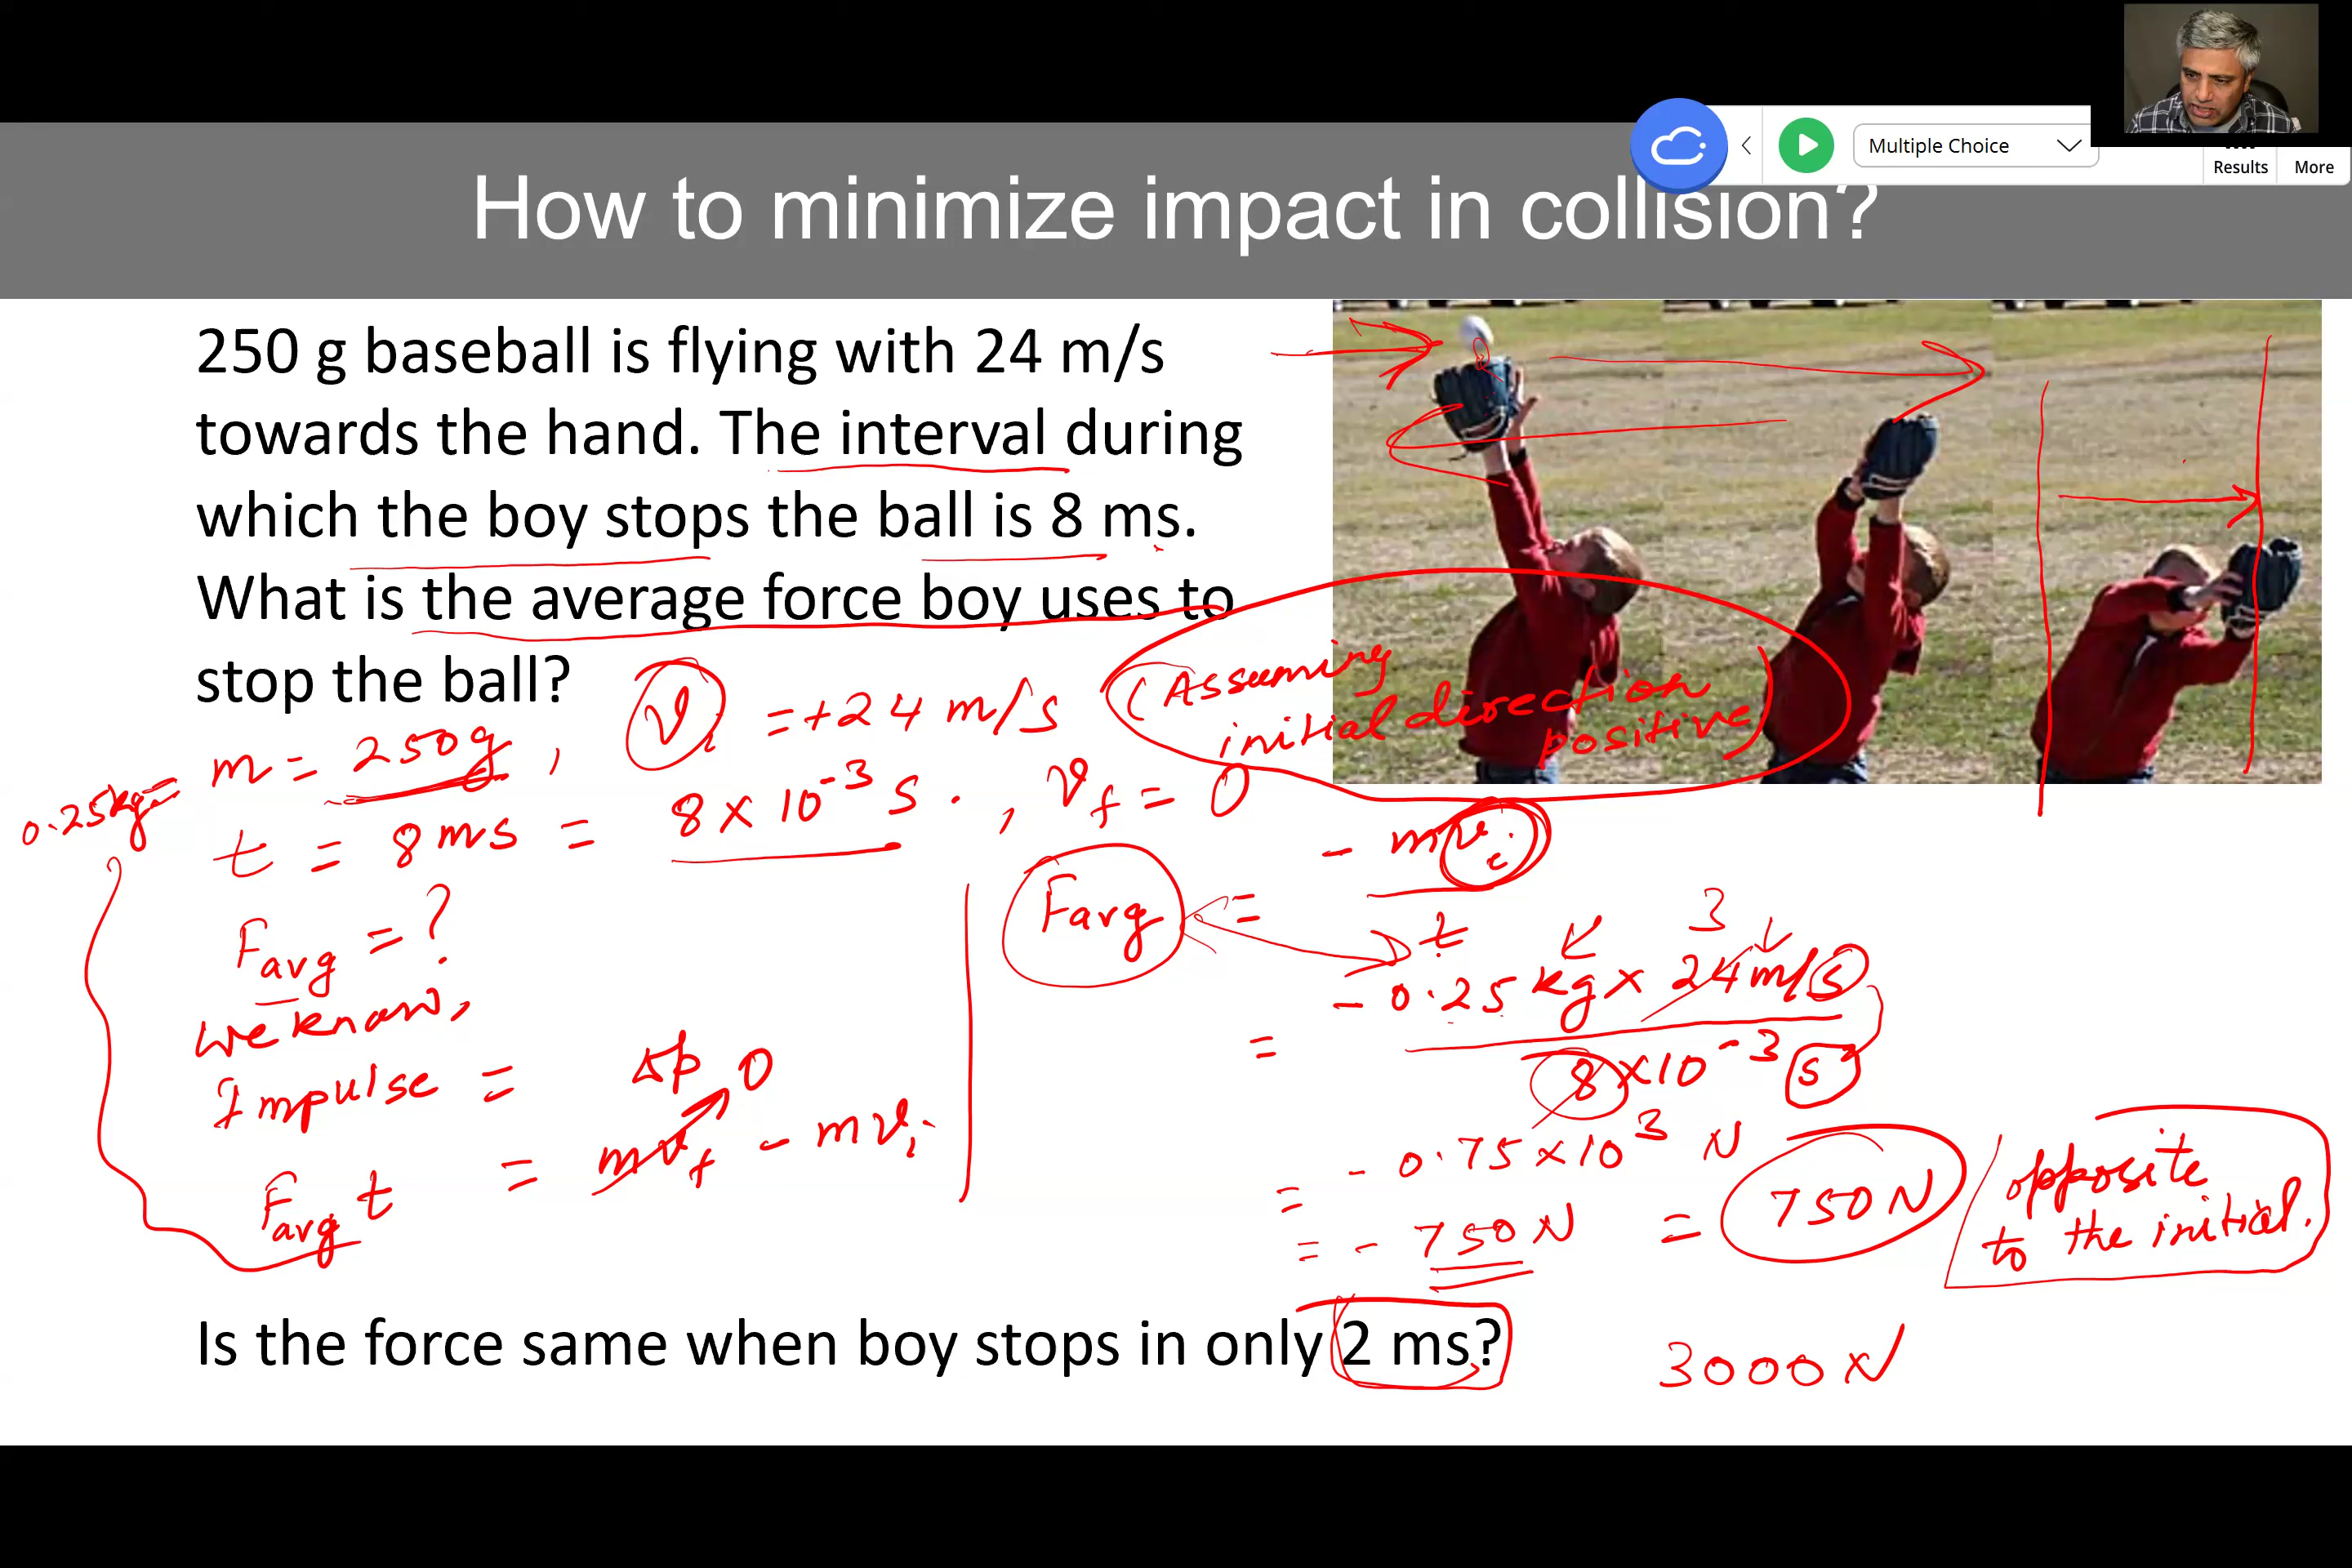 Multiple Choice
Results
More
How to minimize impact in collision?
250 g baseball is flying with 24 m/s
towards the hand. The interval during
which the boy stops the ball is 8 ms.
What is the average force boy uses to
stop the ball?
m = 250g , vi = +24 m/s (Assuming
initial direction
positive)
0.25kg =
t = 8ms = 8 × 10⁻³ s . , vf = 0
Favg = ?
We know,
Impulse = Δp
Favg t = mvf - mvi
0
Favg = - mvi
t
= - 0.25 kg × 24 m/s
3
8 × 10⁻³ s
= - 0.75 × 10³ N
= - 750 N = 750 N
opposite
to the initial.
Is the force same when boy stops in only 2 ms?
3000 N